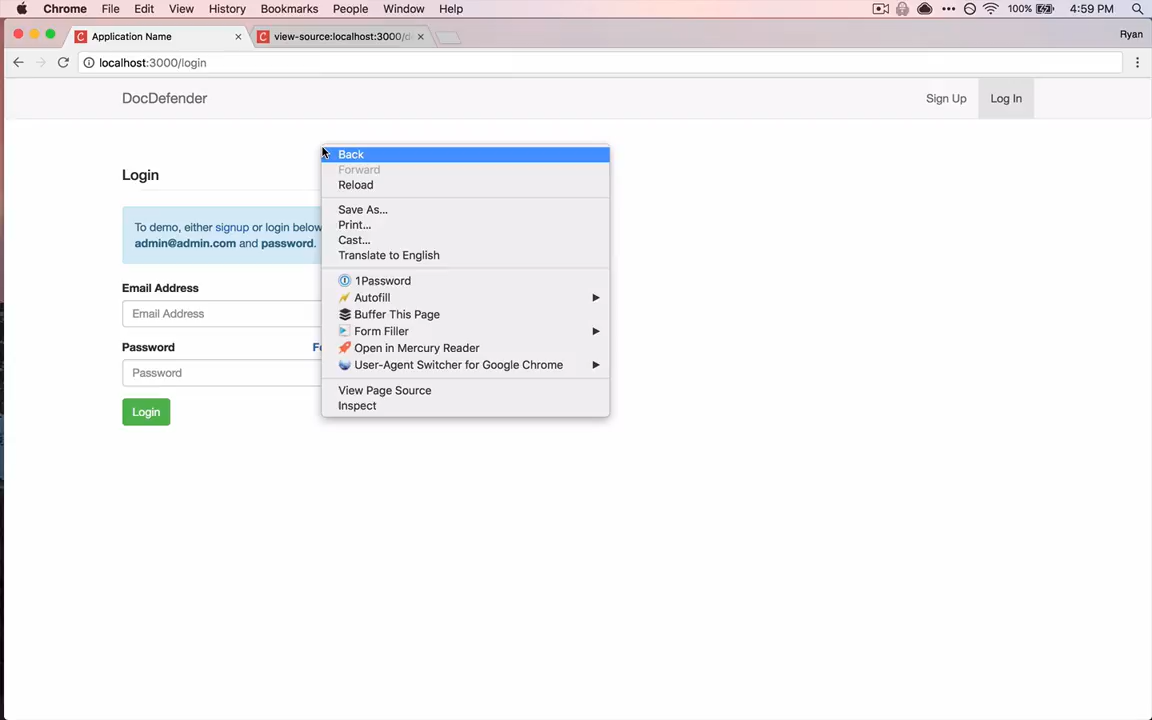 Chrome File Edit View History Bookmarks People Window Help 100% 4:59 PM
Application Name view-source:localhost:3000/d Ryan
localhost:3000/login
DocDefender Sign Up Log In
Login
To demo, either signup or login below
admin@admin.com and password.
Email Address
Email Address
Password
Password
Login
Back
Forward
Reload
Save As...
Print...
Cast...
Translate to English
1Password
Autofill
Buffer This Page
Form Filler
Open in Mercury Reader
User-Agent Switcher for Google Chrome
View Page Source
Inspect